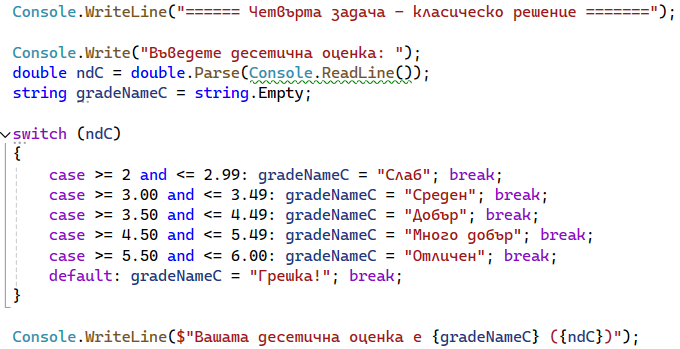 Console.WriteLine("====== Четвърта задача – класическо решение =======");
Console.Write("Въведете десетична оценка: ");
double ndC = double.Parse(Console.ReadLine());
string gradeNameC = string.Empty;
switch (ndC)
{
case >= 2 and <= 2.99: gradeNameC = "Слаб"; break;
case >= 3.00 and <= 3.49: gradeNameC = "Среден"; break;
case >= 3.50 and <= 4.49: gradeNameC = "Добър"; break;
case >= 4.50 and <= 5.49: gradeNameC = "Много добър"; break;
case >= 5.50 and <= 6.00: gradeNameC = "Отличен"; break;
default: gradeNameC = "Грешка!"; break;
}
Console.WriteLine($"Вашата десетична оценка е {gradeNameC} ({ndC})");